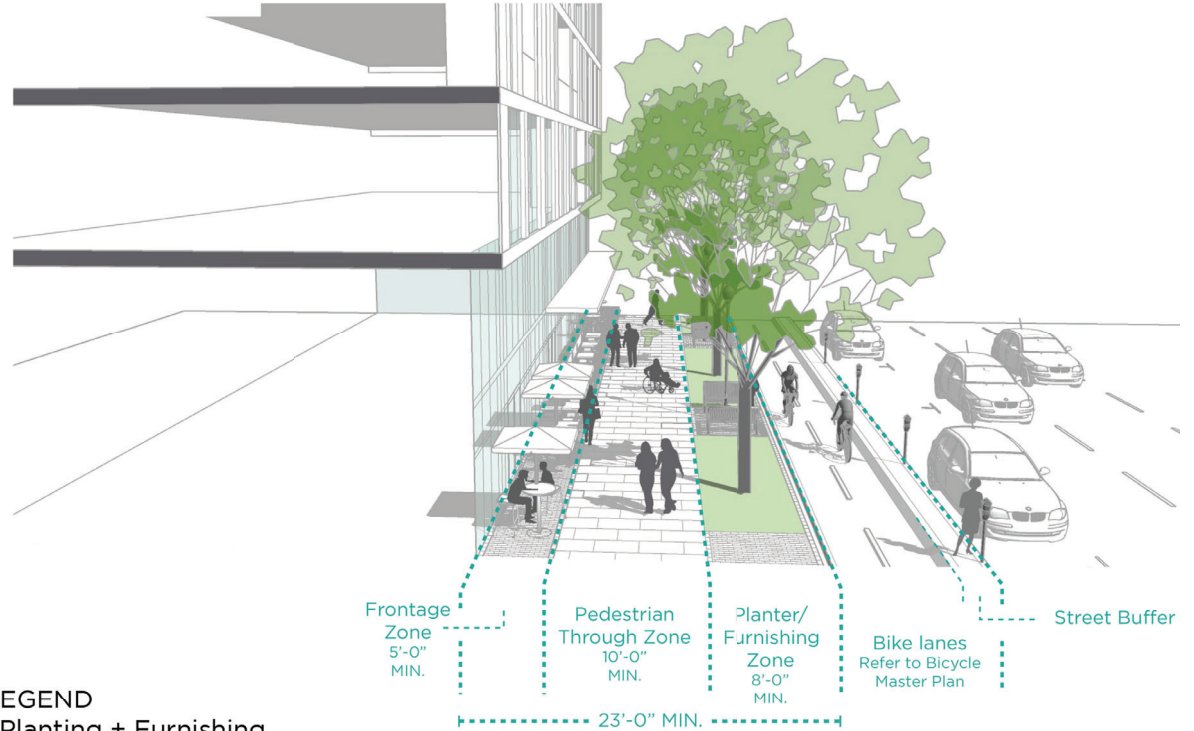 Frontage
Zone
5'-0"
MIN.
Pedestrian
Through Zone
10'-0"
MIN.
Planter/
Furnishing
Zone
8'-0"
MIN.
Bike lanes
Refer to Bicycle
Master Plan
Street Buffer
23'-0" MIN.
EGEND
Planting + Furnishing